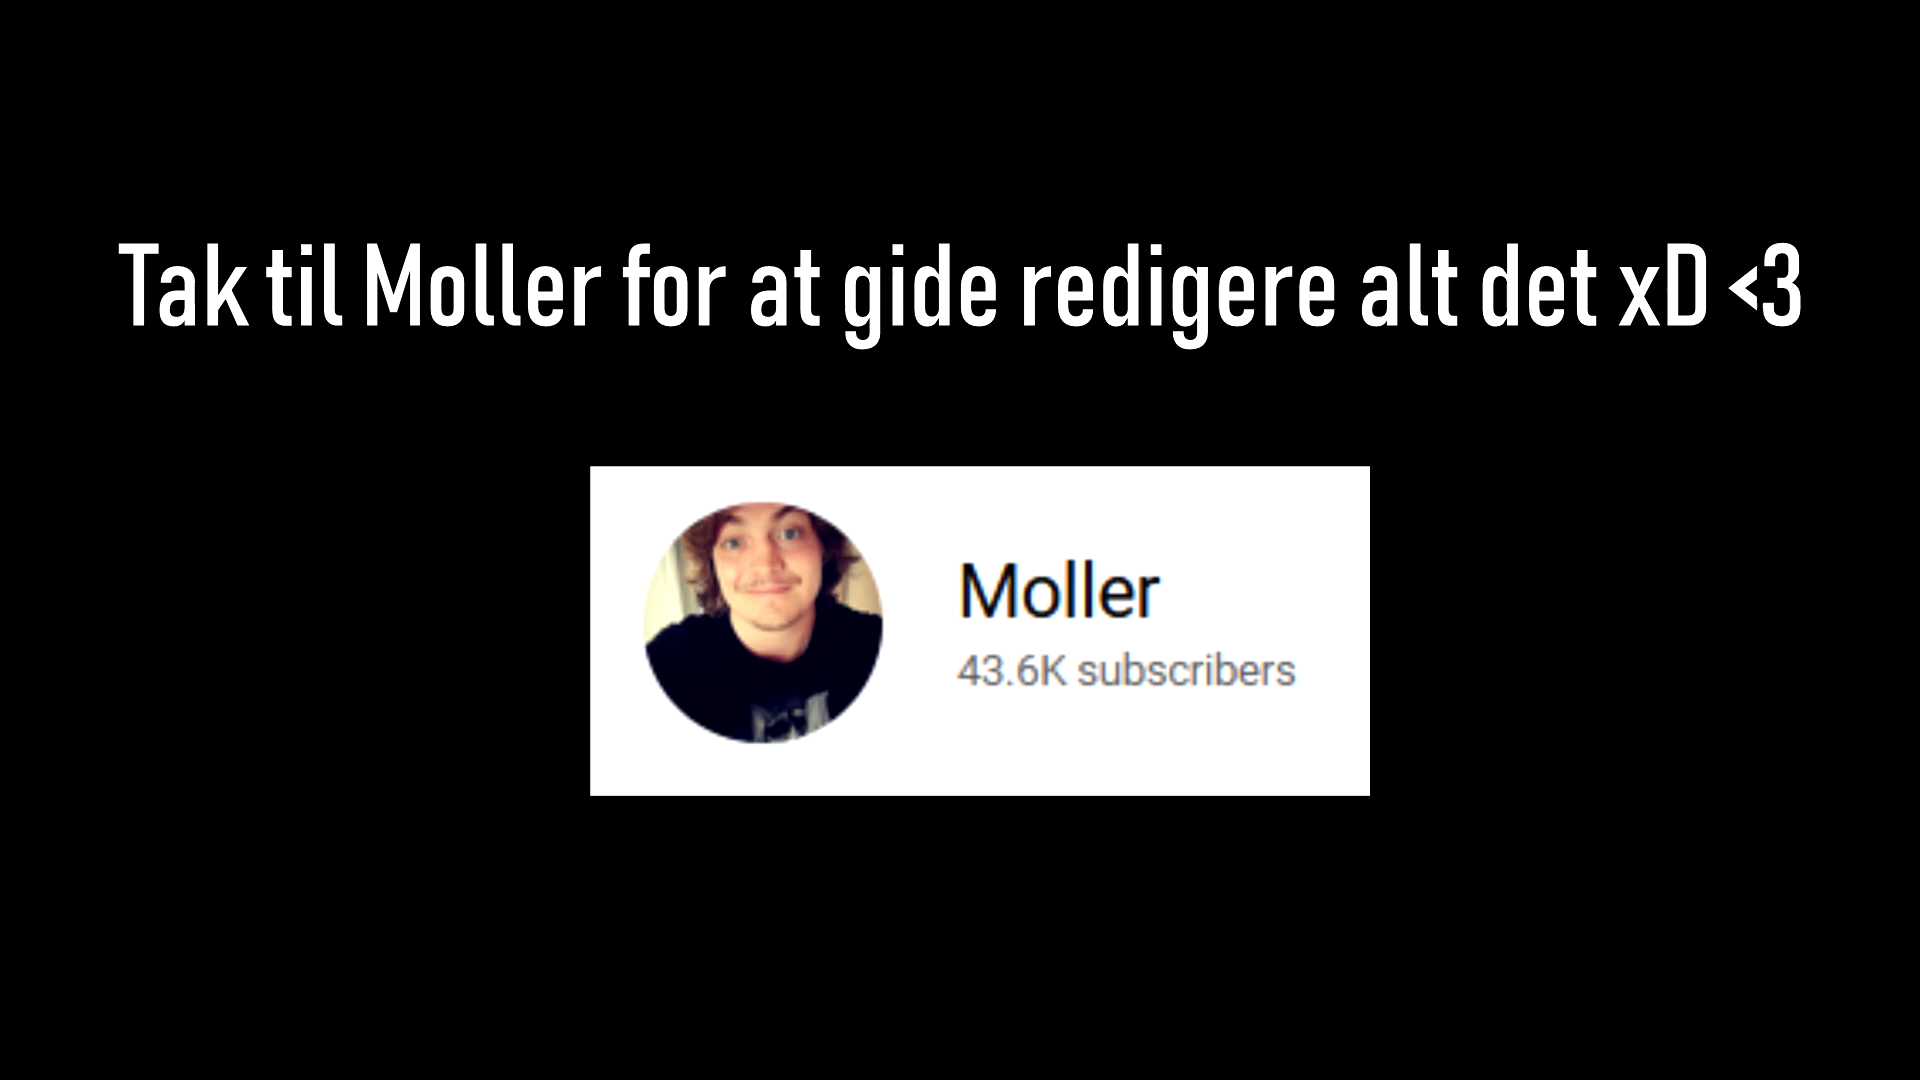 Tak til Moller for at gide redigere alt det xD <3
Moller
43.6K subscribers